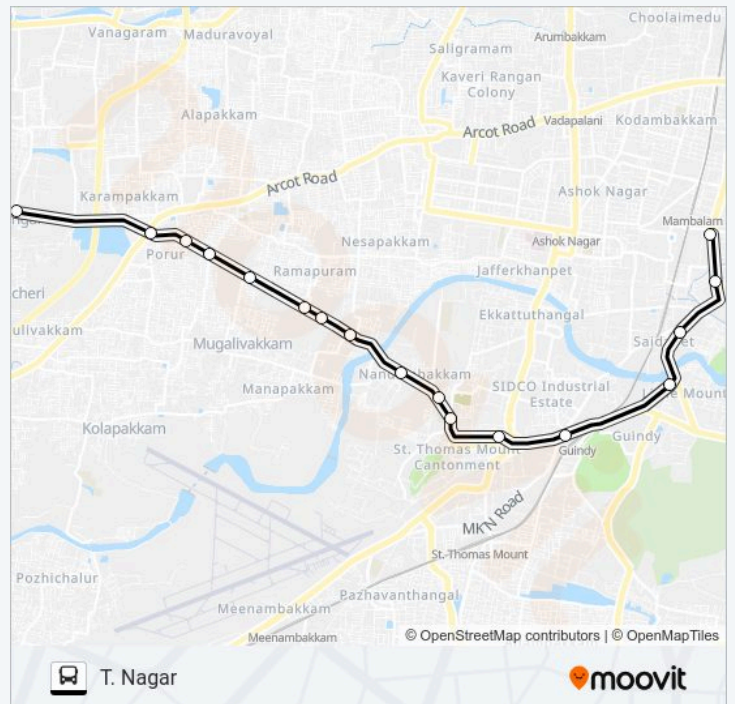 Choolaimedu
Vanagaram
Maduravoyal
Arumbakkam
Saligramam
Kaveri Rangan
Colony
Alapakkam
Arcot Road
Vadapalani
Kodambakkam
Arcot Road
Karampakkam
Ashok Nagar
Mambalam
Nesapakkam
Ashok Nagar
Porur
Ramapuram
Jafferkhanpet
cheri
Ekkattuthangal
ulivakkam
Mugalivakkam
Manapakkam
SIDCO Industrial
Estate
Kolapakkam
Guindy
St. Thomas Mount
Cantonment
Guindy
MKN Road
St. Thomas Mount
Pozhichalur
Pazhavanthangal
Meenambakkam
Meenambakkam
© OpenStreetMap contributors | © OpenMapTiles
T. Nagar
moovit